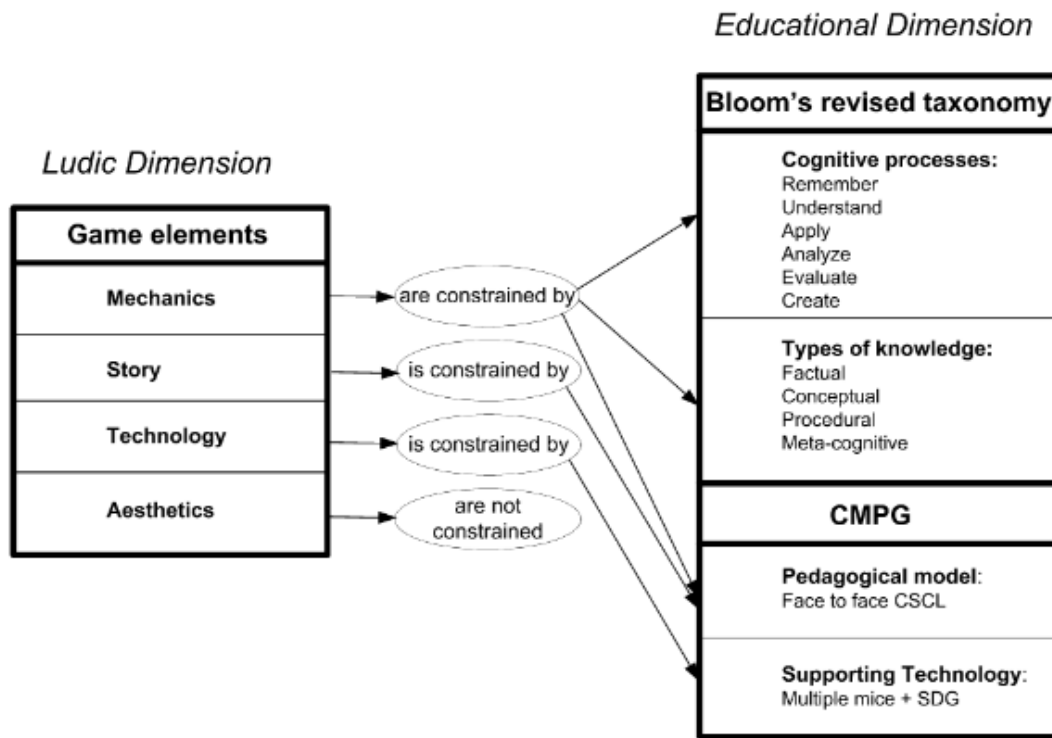 Educational Dimension
Bloom's revised taxonomy
Cognitive processes:
Remember
Understand
Apply
Analyze
Evaluate
Create
Types of knowledge:
Factual
Conceptual
Procedural
Meta-cognitive
CMPG
Pedagogical model:
Face to face CSCL
Supporting Technology:
Multiple mice + SDG
Ludic Dimension
Game elements
Mechanics
are constrained by
Story
is constrained by
Technology
is constrained by
Aesthetics
are not
constrained